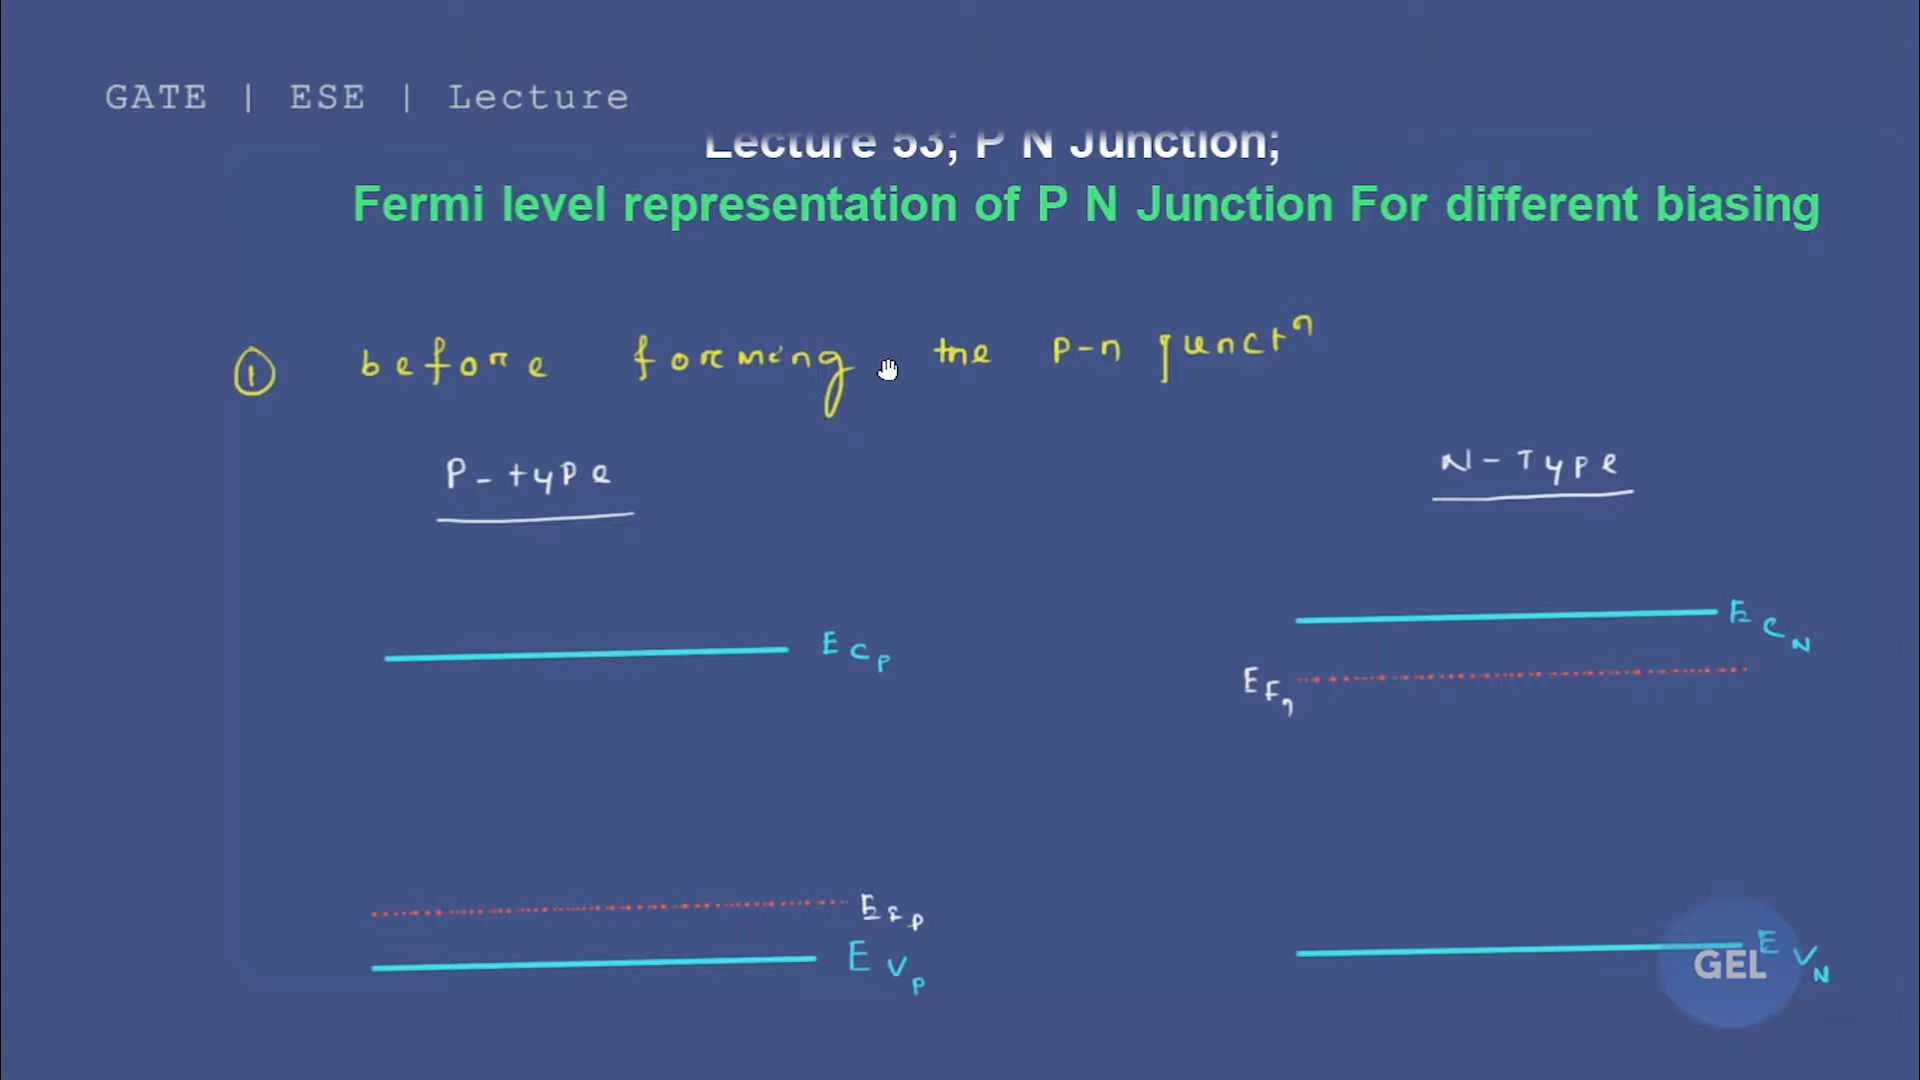 GATE | ESE | Lecture
Lecture 53; P N Junction;
Fermi level representation of P N Junction For different biasing
① before forming the p-n junctn
P-type
N-Type
ECP
ECN
EFn
EFP
EVP
EVN
GEL